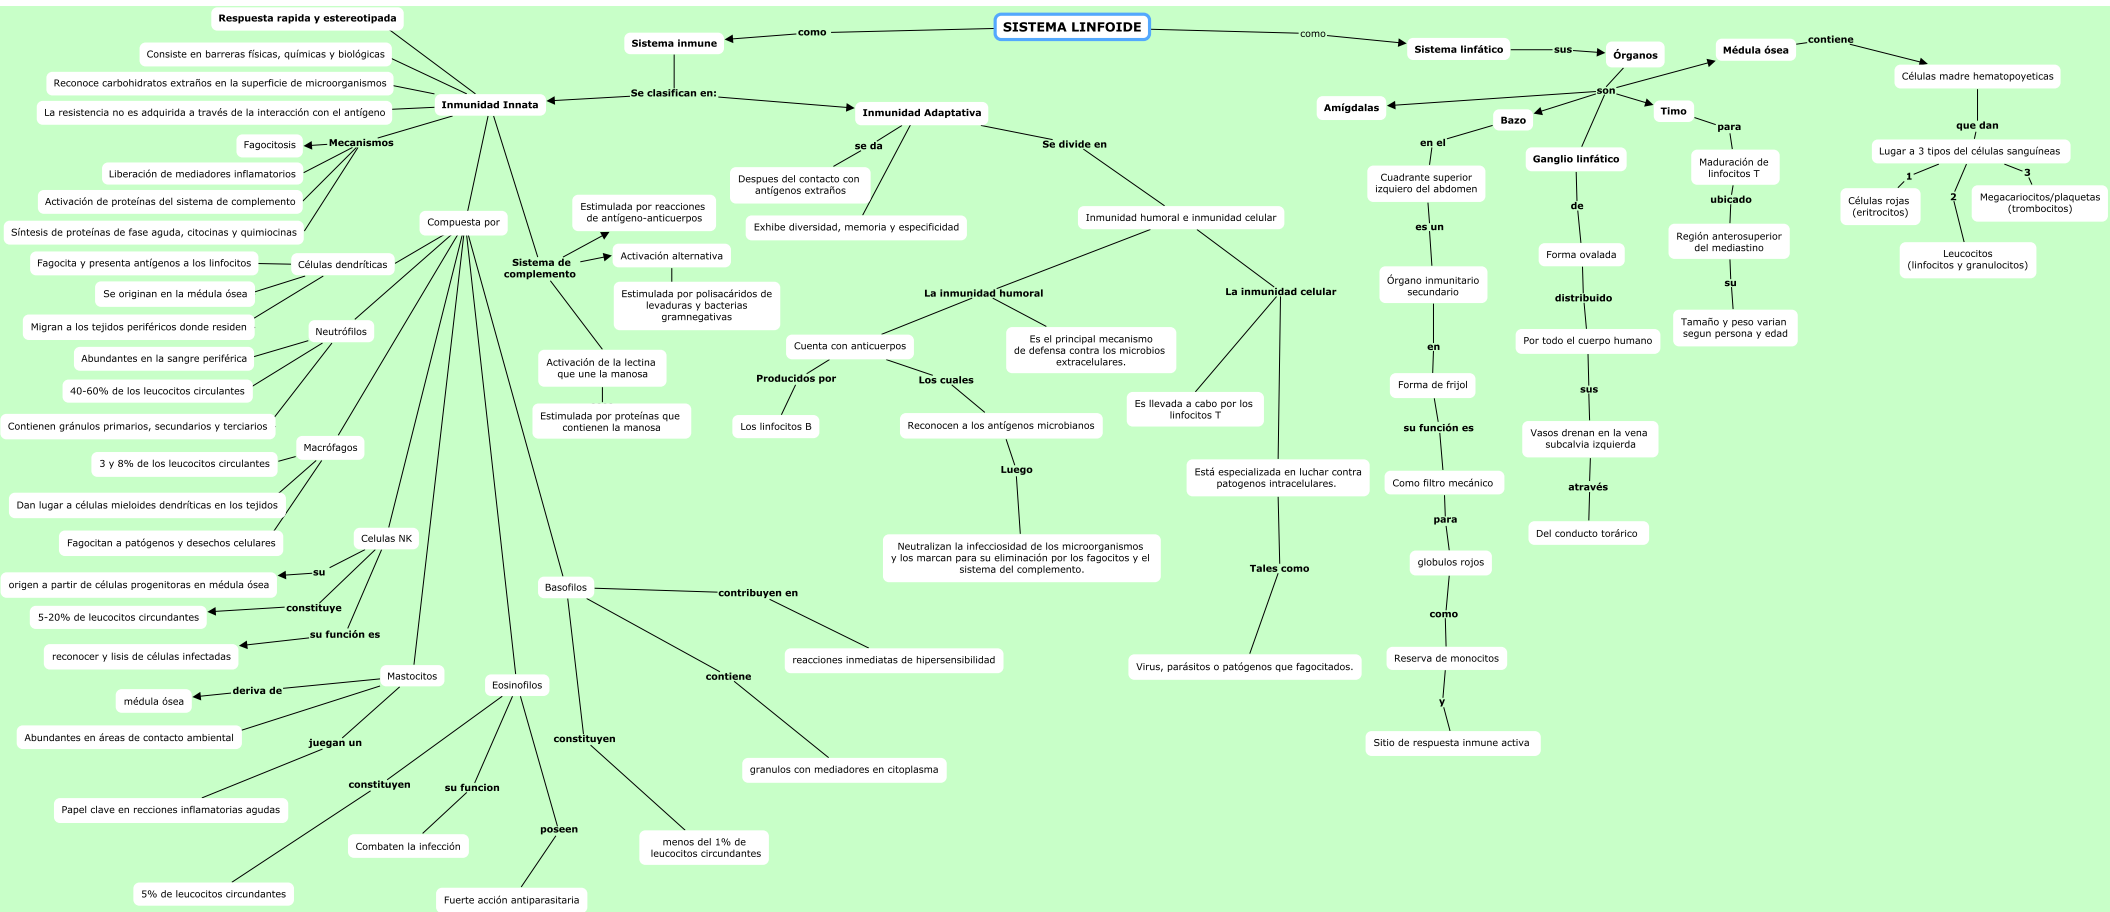 SISTEMA LINFOIDE
como
Sistema inmune
Se clasifican en:
Inmunidad Innata
Respuesta rapida y estereotipada
Consiste en barreras físicas, químicas y biológicas
Reconoce carbohidratos extraños en la superficie de microorganismos
La resistencia no es adquirida a través de la interacción con el antígeno
Mecanismos
Fagocitosis
Liberación de mediadores inflamatorios
Activación de proteínas del sistema de complemento
Síntesis de proteínas de fase aguda, citocinas y quimiocinas
Compuesta por
Células dendríticas
Fagocita y presenta antígenos a los linfocitos
Se originan en la médula ósea
Migran a los tejidos periféricos donde residen
Neutrófilos
Abundantes en la sangre periférica
40-60% de los leucocitos circulantes
Contienen gránulos primarios, secundarios y terciarios
Macrófagos
3 y 8% de los leucocitos circulantes
Dan lugar a células mieloides dendríticas en los tejidos
Fagocitan a patógenos y desechos celulares
Celulas NK
su
origen a partir de células progenitoras en médula ósea
constituye
5-20% de leucocitos circundantes
su función es
reconocer y lisis de células infectadas
Mastocitos
deriva de
médula ósea
Abundantes en áreas de contacto ambiental
juegan un
Papel clave en recciones inflamatorias agudas
Eosinofilos
constituyen
5% de leucocitos circundantes
su funcion
Combaten la infección
poseen
Fuerte acción antiparasitaria
Basofilos
contribuyen en
reacciones inmediatas de hipersensibilidad
contiene
granulos con mediadores en citoplasma
constituyen
menos del 1% de
leucocitos circundantes
Sistema de
complemento
Estimulada por reacciones
de antígeno-anticuerpos
Activación alternativa
Estimulada por polisacáridos de
levaduras y bacterias
gramnegativas
Activación de la lectina
que une la manosa
Estimulada por proteínas que
contienen la manosa
Inmunidad Adaptativa
se da
Despues del contacto con
antígenos extraños
Exhibe diversidad, memoria y especificidad
Se divide en
Inmunidad humoral e inmunidad celular
La inmunidad humoral
Cuenta con anticuerpos
Producidos por
Los linfocitos B
Los cuales
Reconocen a los antígenos microbianos
Luego
Neutralizan la infecciosidad de los microorganismos
y los marcan para su eliminación por los fagocitos y el
sistema del complemento.
Es el principal mecanismo
de defensa contra los microbios
extracelulares.
La inmunidad celular
Es llevada a cabo por los
linfocitos T
Está especializada en luchar contra
patogenos intracelulares.
Tales como
Virus, parásitos o patógenos que fagocitados.
como
Sistema linfático
sus
Órganos
son
Amígdalas
Bazo
en el
Cuadrante superior
izquiero del abdomen
es un
Órgano inmunitario
secundario
en
Forma de frijol
su función es
Como filtro mecánico
para
globulos rojos
como
Reserva de monocitos
y
Sitio de respuesta inmune activa
Ganglio linfático
de
Forma ovalada
distribuido
Por todo el cuerpo humano
sus
Vasos drenan en la vena
subcalvia izquierda
através
Del conducto torárico
Timo
para
Maduración de
linfocitos T
ubicado
Región anterosuperior
del mediastino
su
Tamaño y peso varian
segun persona y edad
Médula ósea
contiene
Células madre hematopoyeticas
que dan
Lugar a 3 tipos del células sanguíneas
1
Células rojas
(eritrocitos)
2
Leucocitos
(linfocitos y granulocitos)
3
Megacariocitos/plaquetas
(trombocitos)